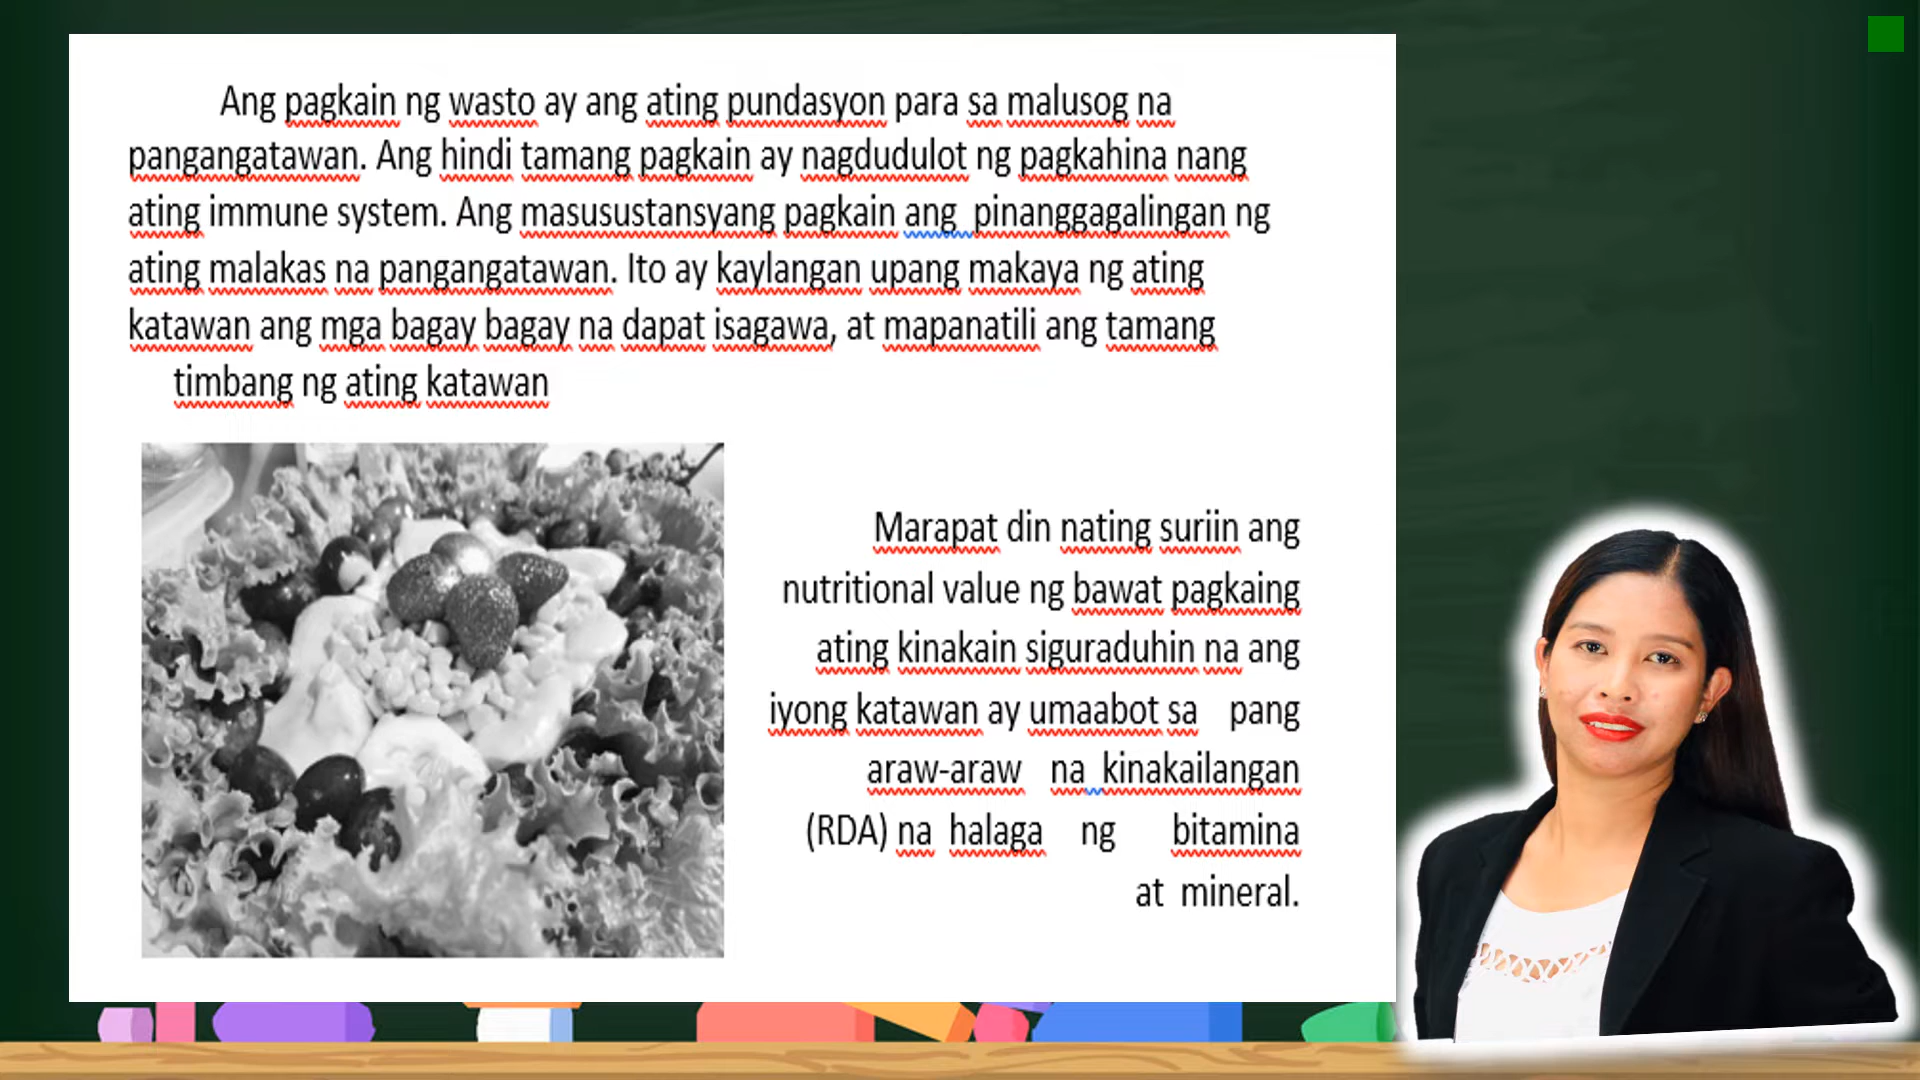 Ang pagkain ng wasto ay ang ating pundasyon para sa malusog na
pangangatawan. Ang hindi tamang pagkain ay nagdudulot ng pagkahina nang
ating immune system. Ang masusustansyang pagkain ang pinanggagalingan ng
ating malakas na pangangatawan. Ito ay kaylangan upang makaya ng ating
katawan ang mga bagay bagay na dapat isagawa, at mapanatili ang tamang
timbang ng ating katawan
Marapat din nating suriin ang
nutritional value ng bawat pagkaing
ating kinakain siguraduhin na ang
iyong katawan ay umaabot sa pang
araw-araw na kinakailangan
(RDA) na halaga ng bitamina
at mineral.